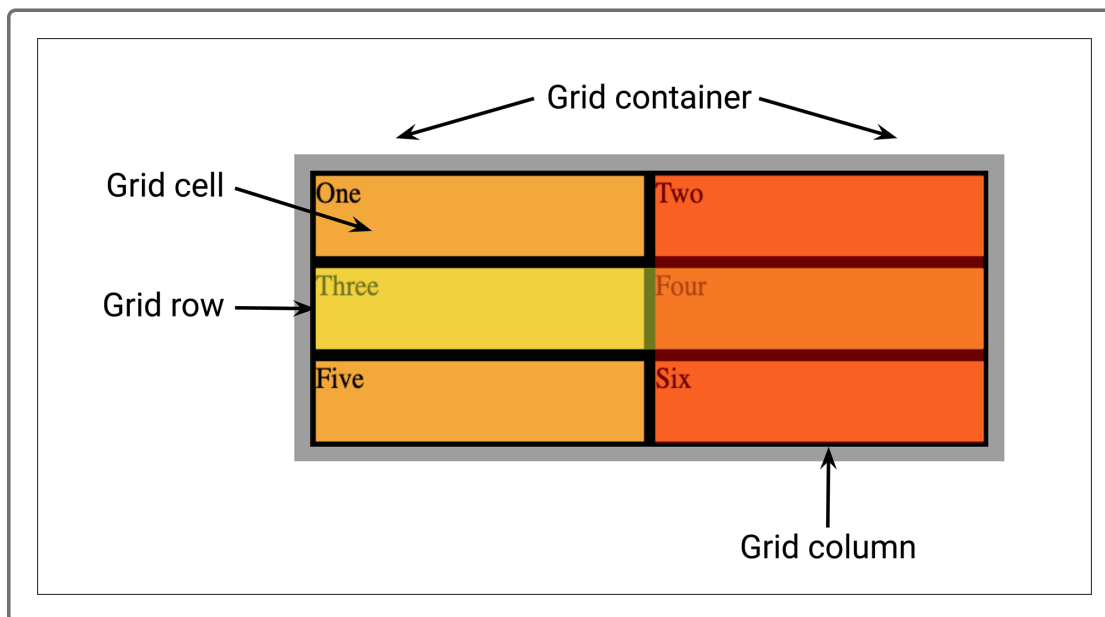 Grid container
Grid cell
One
Two
Grid row
Three
Four
Five
Six
Grid column